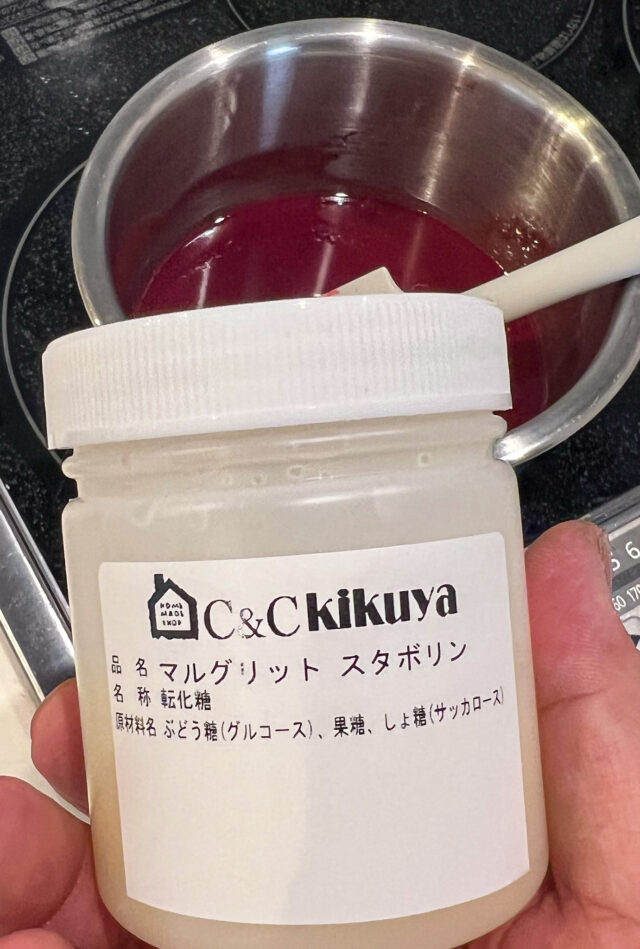 HOME
MADE
SHOP
C&C Kikuya
品 名 マルグリット スタボリン
名 称 転化糖
原材料名 ぶどう糖(グルコース)、果糖、しょ糖(サッカロース)